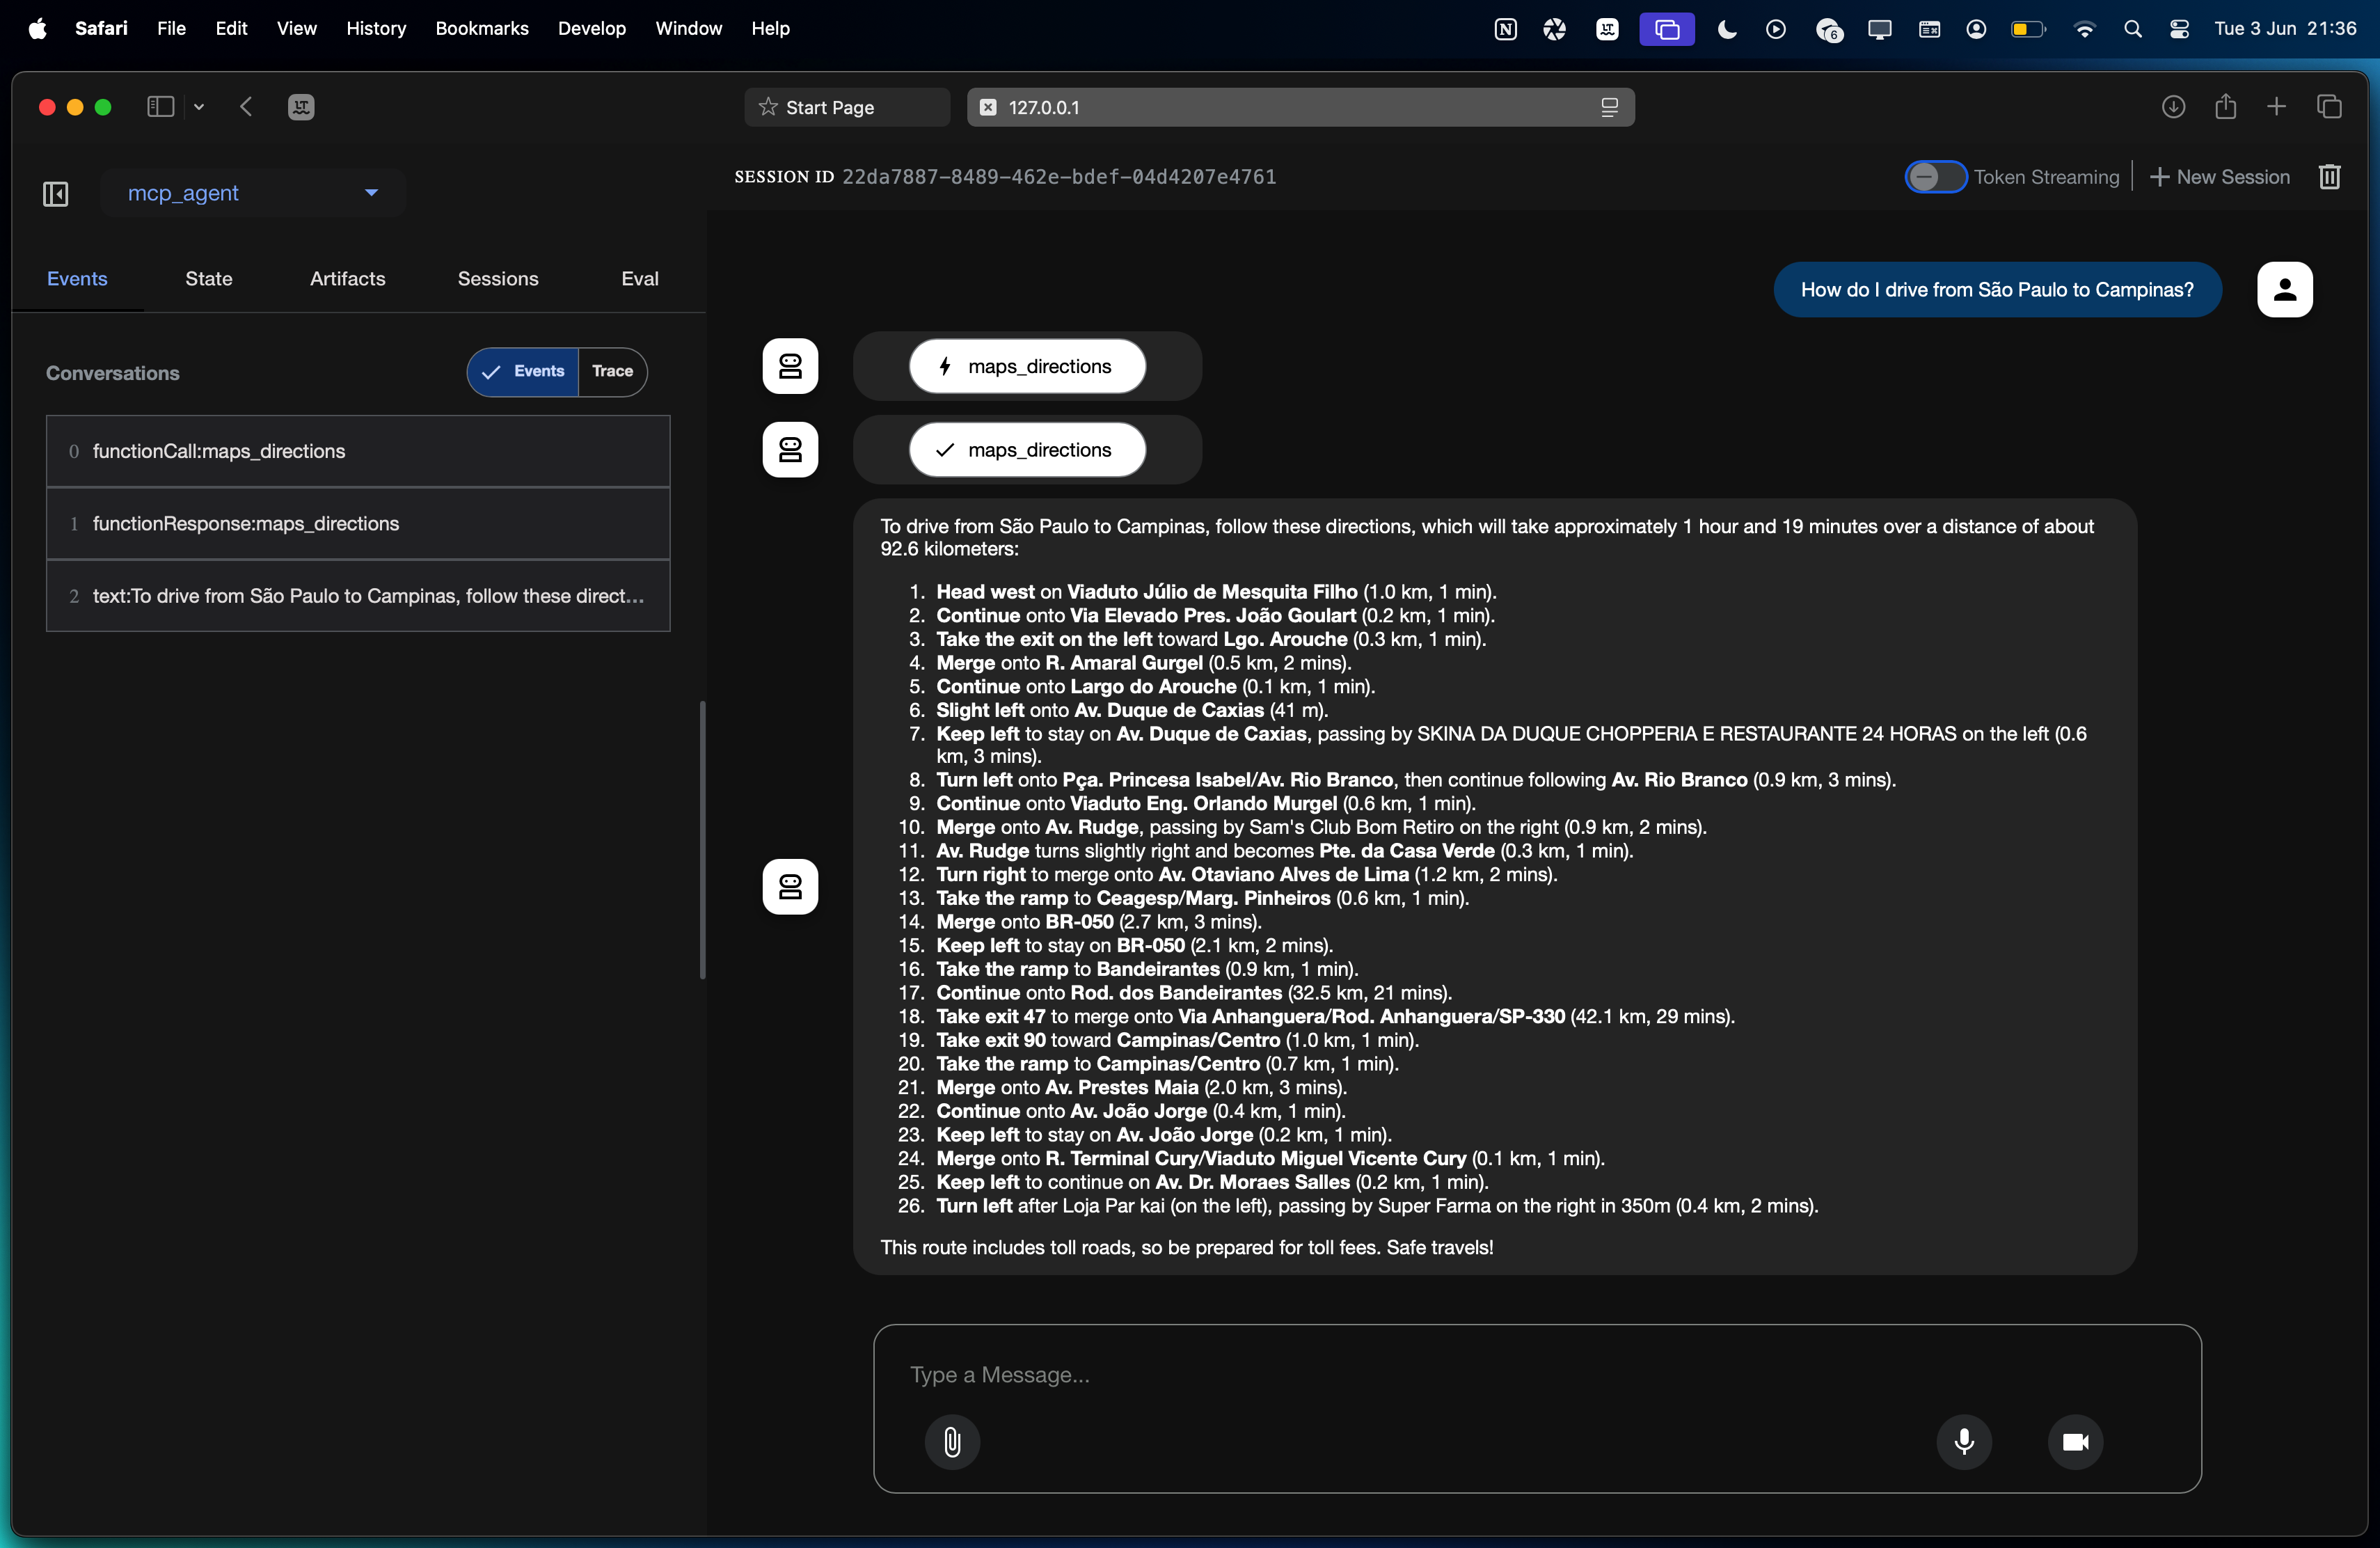 Safari File Edit View History Bookmarks Develop Window Help 6 Tue 3 Jun 21:36
Start Page
127.0.0.1
mcp_agent
SESSION ID 22da7887-8489-462e-bdef-04d4207e4761
Token Streaming
New Session
Events State Artifacts Sessions Eval
Conversations
Events Trace
0 functionCall:maps_directions
1 functionResponse:maps_directions
2 text:To drive from São Paulo to Campinas, follow these direct...
How do I drive from São Paulo to Campinas?
maps_directions
maps_directions
To drive from São Paulo to Campinas, follow these directions, which will take approximately 1 hour and 19 minutes over a distance of about
92.6 kilometers:
1. Head west on Viaduto Júlio de Mesquita Filho (1.0 km, 1 min).
2. Continue onto Via Elevado Pres. João Goulart (0.2 km, 1 min).
3. Take the exit on the left toward Lgo. Arouche (0.3 km, 1 min).
4. Merge onto R. Amaral Gurgel (0.5 km, 2 mins).
5. Continue onto Largo do Arouche (0.1 km, 1 min).
6. Slight left onto Av. Duque de Caxias (41 m).
7. Keep left to stay on Av. Duque de Caxias, passing by SKINA DA DUQUE CHOPPERIA E RESTAURANTE 24 HORAS on the left (0.6
km, 3 mins).
8. Turn left onto Pça. Princesa Isabel/Av. Rio Branco, then continue following Av. Rio Branco (0.9 km, 3 mins).
9. Continue onto Viaduto Eng. Orlando Murgel (0.6 km, 1 min).
10. Merge onto Av. Rudge, passing by Sam's Club Bom Retiro on the right (0.9 km, 2 mins).
11. Av. Rudge turns slightly right and becomes Pte. da Casa Verde (0.3 km, 1 min).
12. Turn right to merge onto Av. Otaviano Alves de Lima (1.2 km, 2 mins).
13. Take the ramp to Ceagesp/Marg. Pinheiros (0.6 km, 1 min).
14. Merge onto BR-050 (2.7 km, 3 mins).
15. Keep left to stay on BR-050 (2.1 km, 2 mins).
16. Take the ramp to Bandeirantes (0.9 km, 1 min).
17. Continue onto Rod. dos Bandeirantes (32.5 km, 21 mins).
18. Take exit 47 to merge onto Via Anhanguera/Rod. Anhanguera/SP-330 (42.1 km, 29 mins).
19. Take exit 90 toward Campinas/Centro (1.0 km, 1 min).
20. Take the ramp to Campinas/Centro (0.7 km, 1 min).
21. Merge onto Av. Prestes Maia (2.0 km, 3 mins).
22. Continue onto Av. João Jorge (0.4 km, 1 min).
23. Keep left to stay on Av. João Jorge (0.2 km, 1 min).
24. Merge onto R. Terminal Cury/Viaduto Miguel Vicente Cury (0.1 km, 1 min).
25. Keep left to continue on Av. Dr. Moraes Salles (0.2 km, 1 min).
26. Turn left after Loja Par kai (on the left), passing by Super Farma on the right in 350m (0.4 km, 2 mins).
This route includes toll roads, so be prepared for toll fees. Safe travels!
Type a Message...